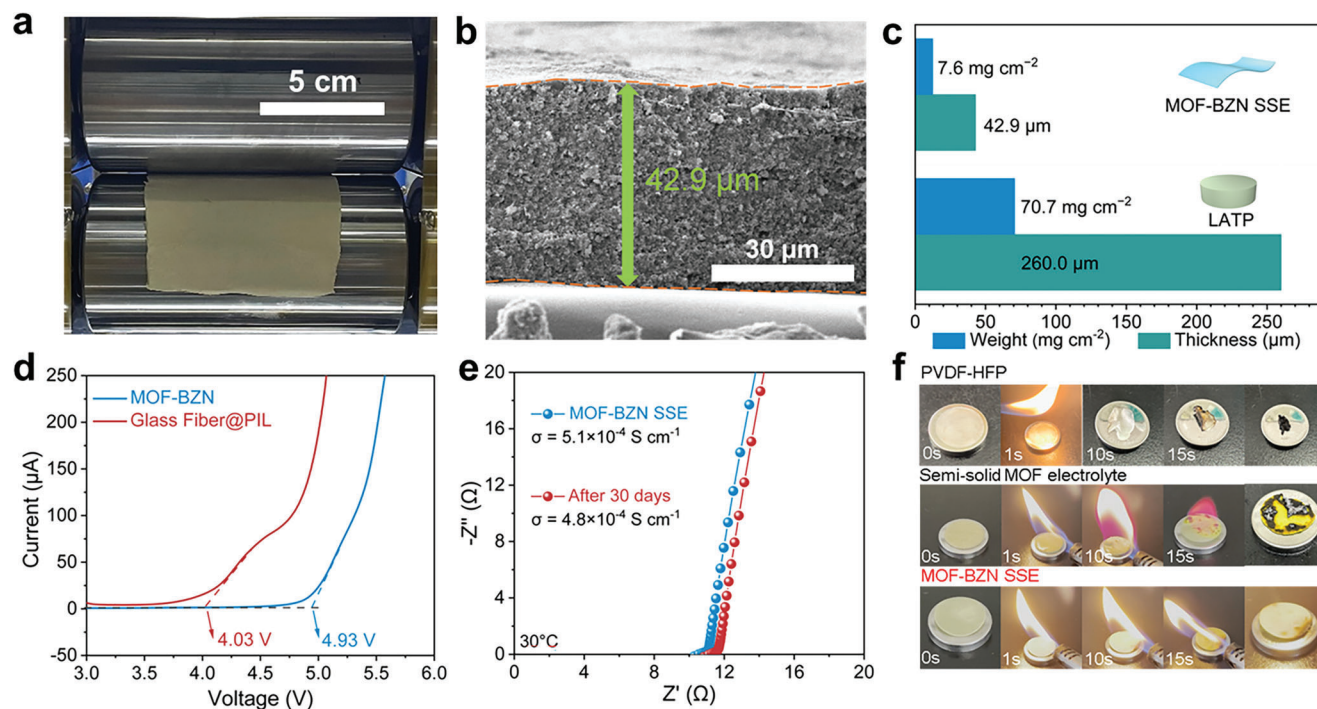 a
5 cm
b
42.9 µm
30 µm
c
7.6 mg cm⁻²
42.9 µm
MOF-BZN SSE
70.7 mg cm⁻²
260.0 µm
LATP
0 50 100 150 200 250
Weight (mg cm⁻²) Thickness (µm)
d
250
200
150
100
50
0
-50
Current (µA)
MOF-BZN
Glass Fiber@PIL
4.03 V
4.93 V
3.0 3.5 4.0 4.5 5.0 5.5 6.0
Voltage (V)
e
20
16
12
8
4
0
-Z'' (Ω)
MOF-BZN SSE
σ = 5.1×10⁻⁴ S cm⁻¹
After 30 days
σ = 4.8×10⁻⁴ S cm⁻¹
30°C
0 4 8 12 16 20
Z' (Ω)
f
PVDF-HFP
0s 1s 10s 15s
Semi-solid MOF electrolyte
0s 1s 10s 15s
MOF-BZN SSE
0s 1s 10s 15s